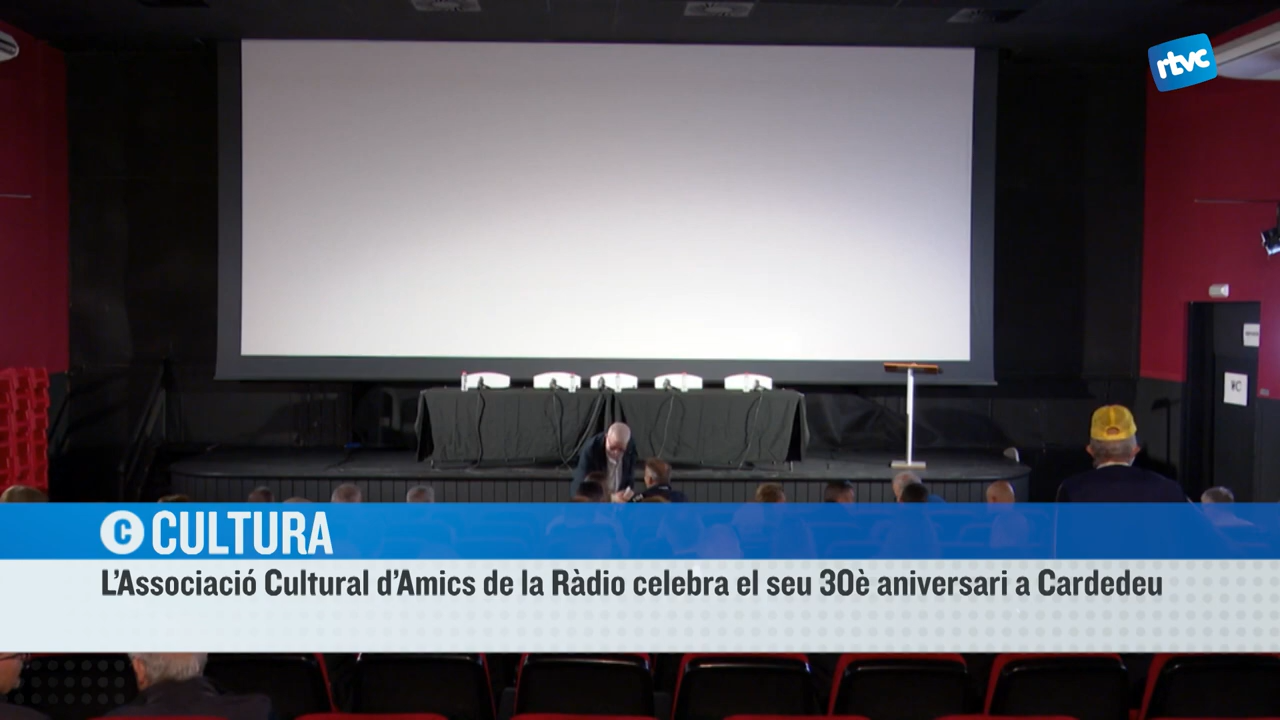 rtvc
C CULTURA
L'Associació Cultural d'Amics de la Ràdio celebra el seu 30è aniversari a Cardedeu